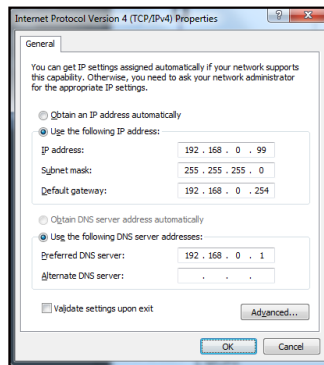 Internet Protocol Version 4 (TCP/IPv4) Properties
General
You can get IP settings assigned automatically if your network supports
this capability. Otherwise, you need to ask your network administrator
for the appropriate IP settings.
Obtain an IP address automatically
Use the following IP address:
IP address: 192 . 168 . 0 . 99
Subnet mask: 255 . 255 . 255 . 0
Default gateway: 192 . 168 . 0 . 254
Obtain DNS server address automatically
Use the following DNS server addresses:
Preferred DNS server: 192 . 168 . 0 . 1
Alternate DNS server: . . .
Validate settings upon exit
Advanced...
OK Cancel